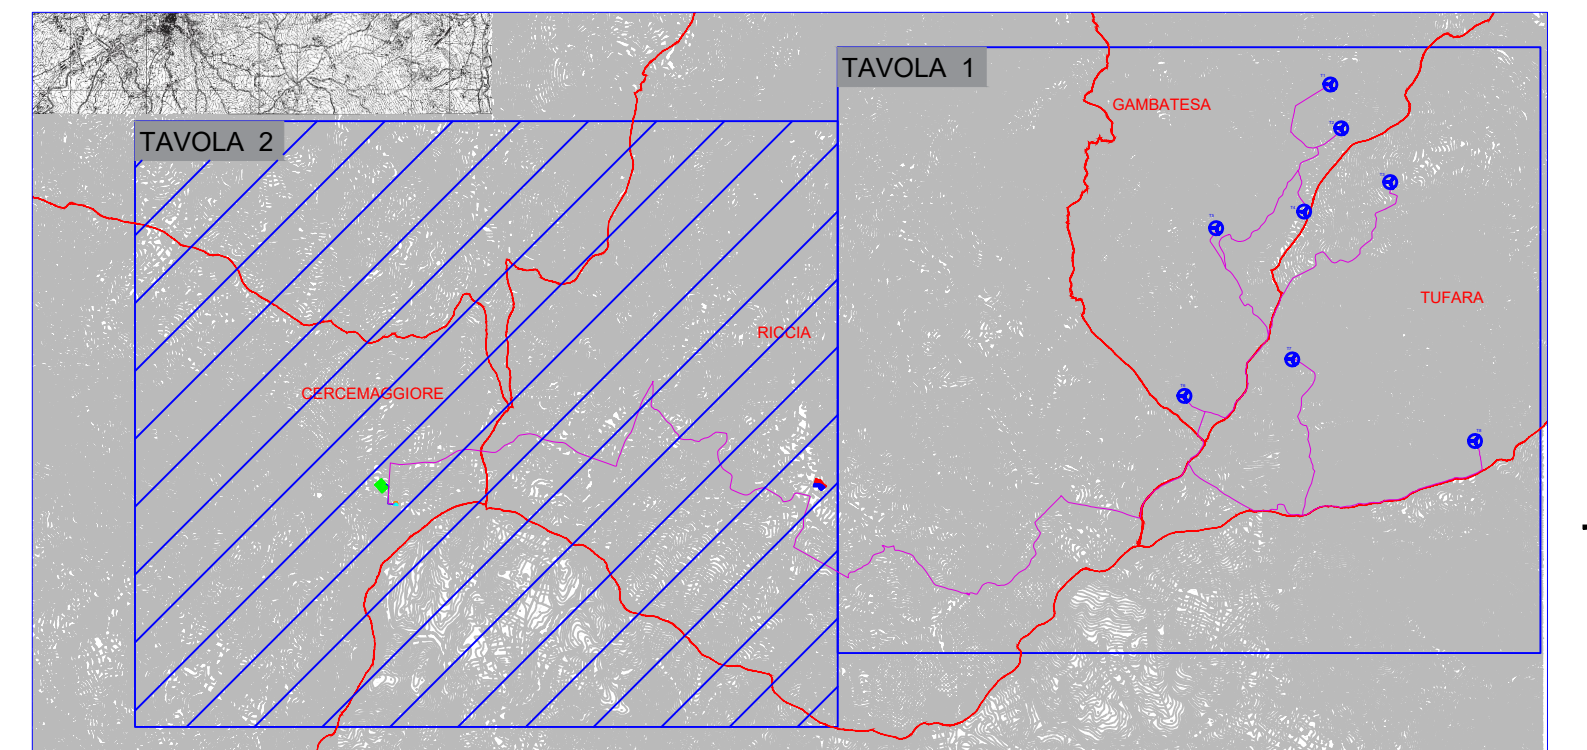 TAVOLA 1
GAMBATESA
TAVOLA 2
TUFARA
RICCIA
CERCEMAGGIORE